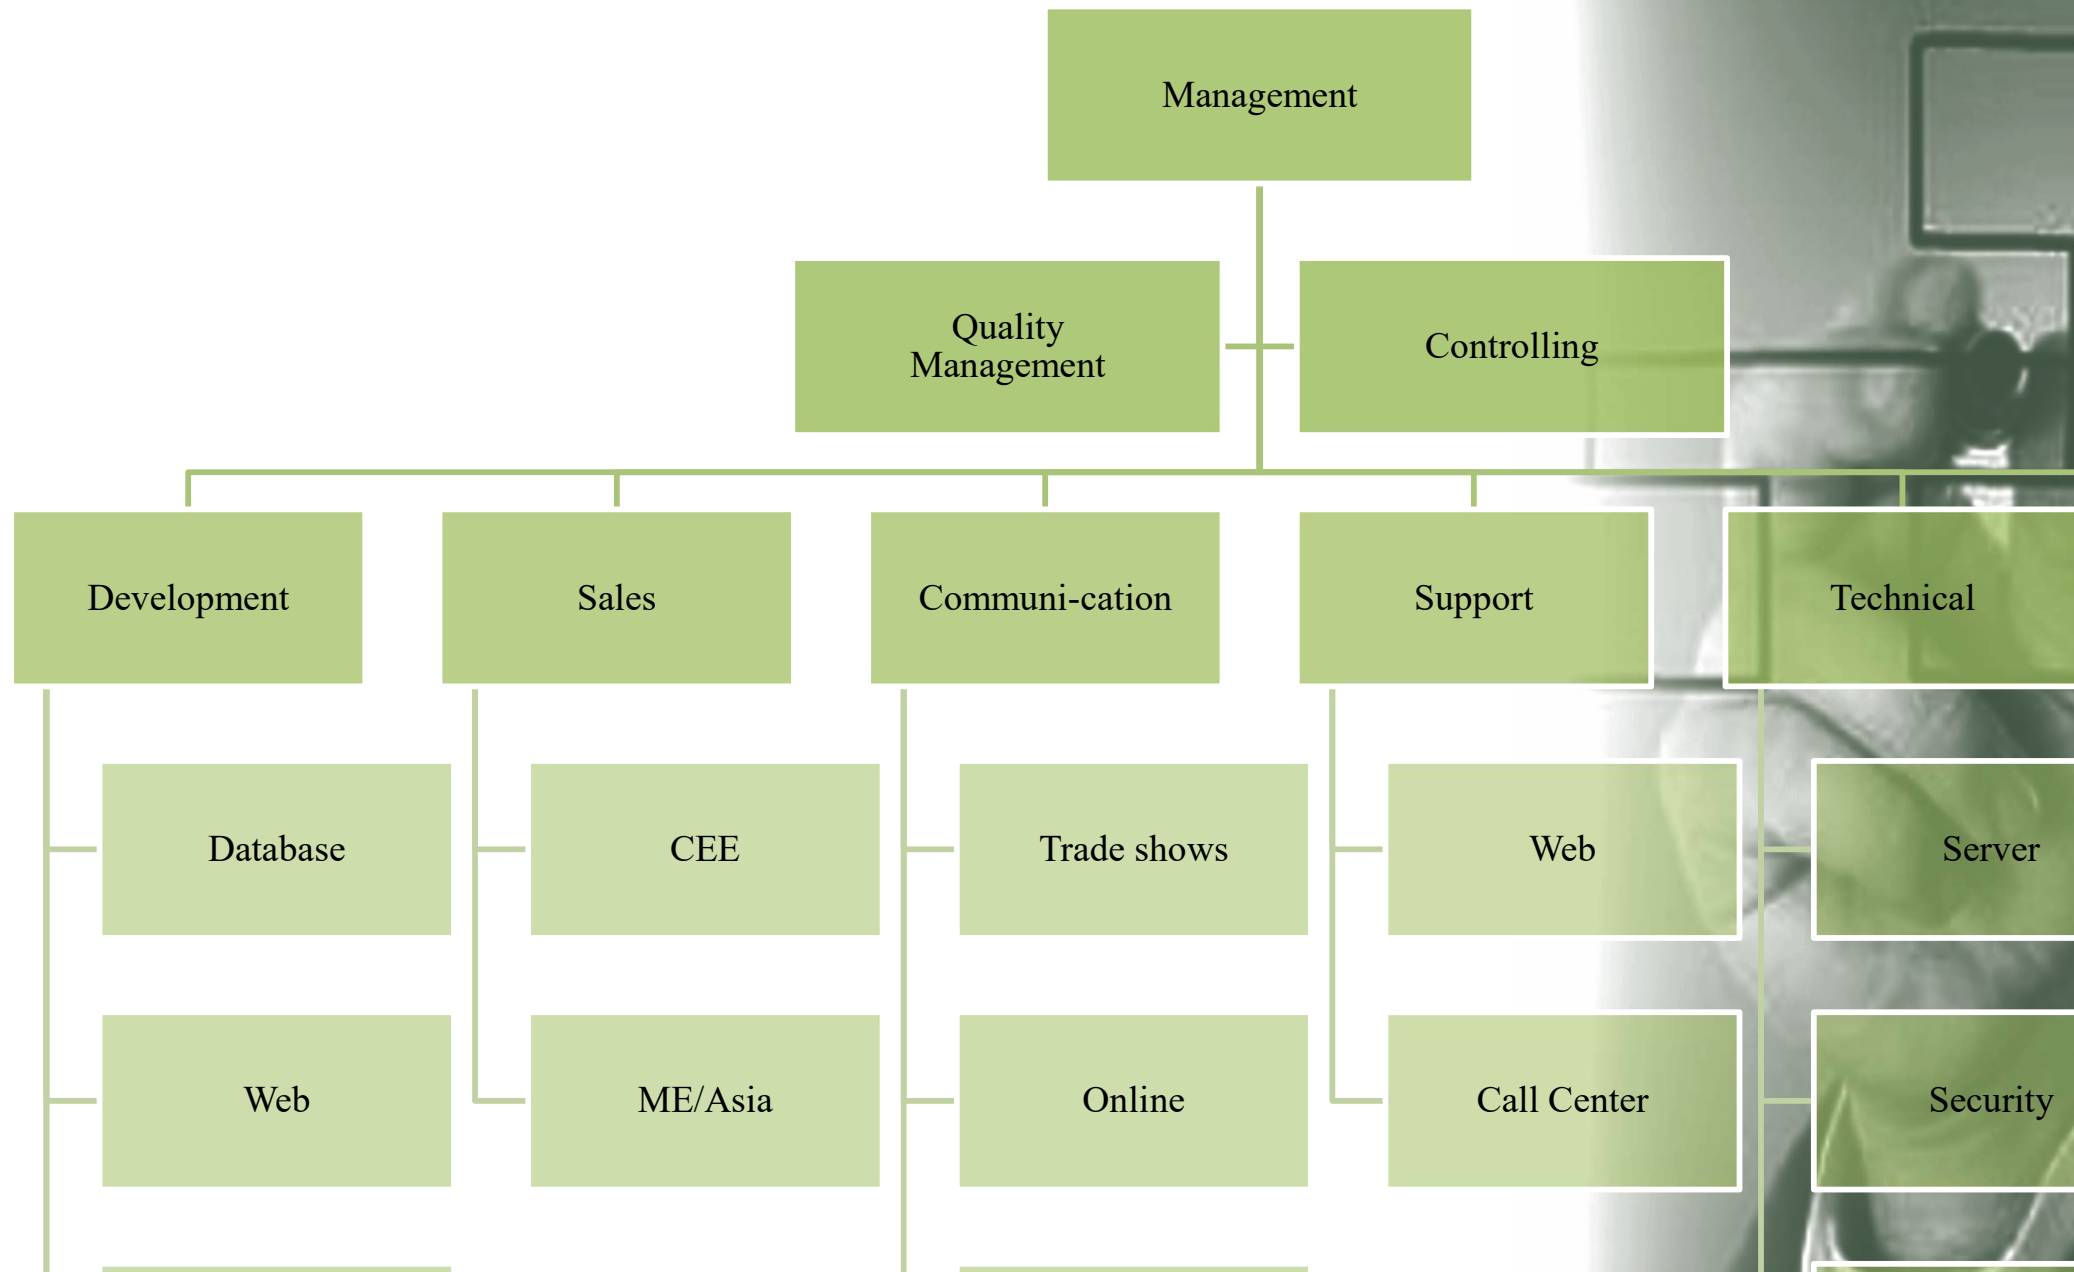 Management
Quality
Management
Controlling
Development
Sales
Communi-cation
Support
Technical
Database
CEE
Trade shows
Web
Server
Web
ME/Asia
Online
Call Center
Security